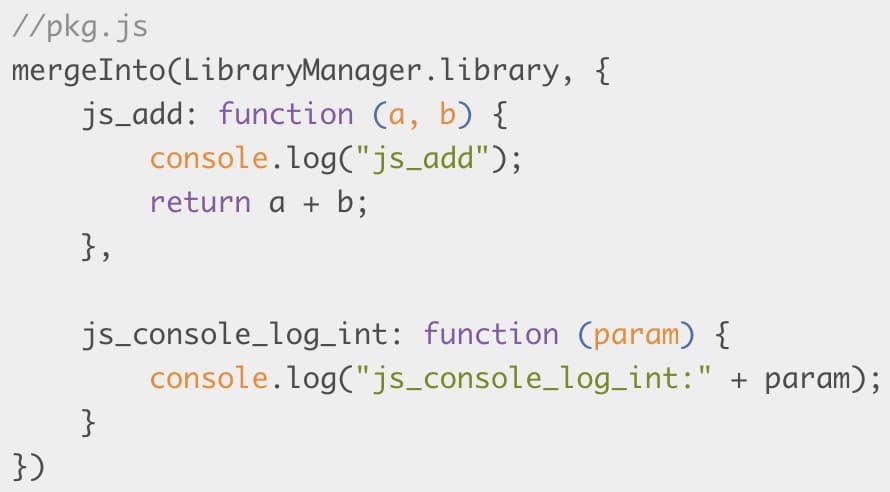 //pkg.js
mergeInto(LibraryManager.library, {
    js_add: function (a, b) {
        console.log("js_add");
        return a + b;
    },

    js_console_log_int: function (param) {
        console.log("js_console_log_int:" + param);
    }
})